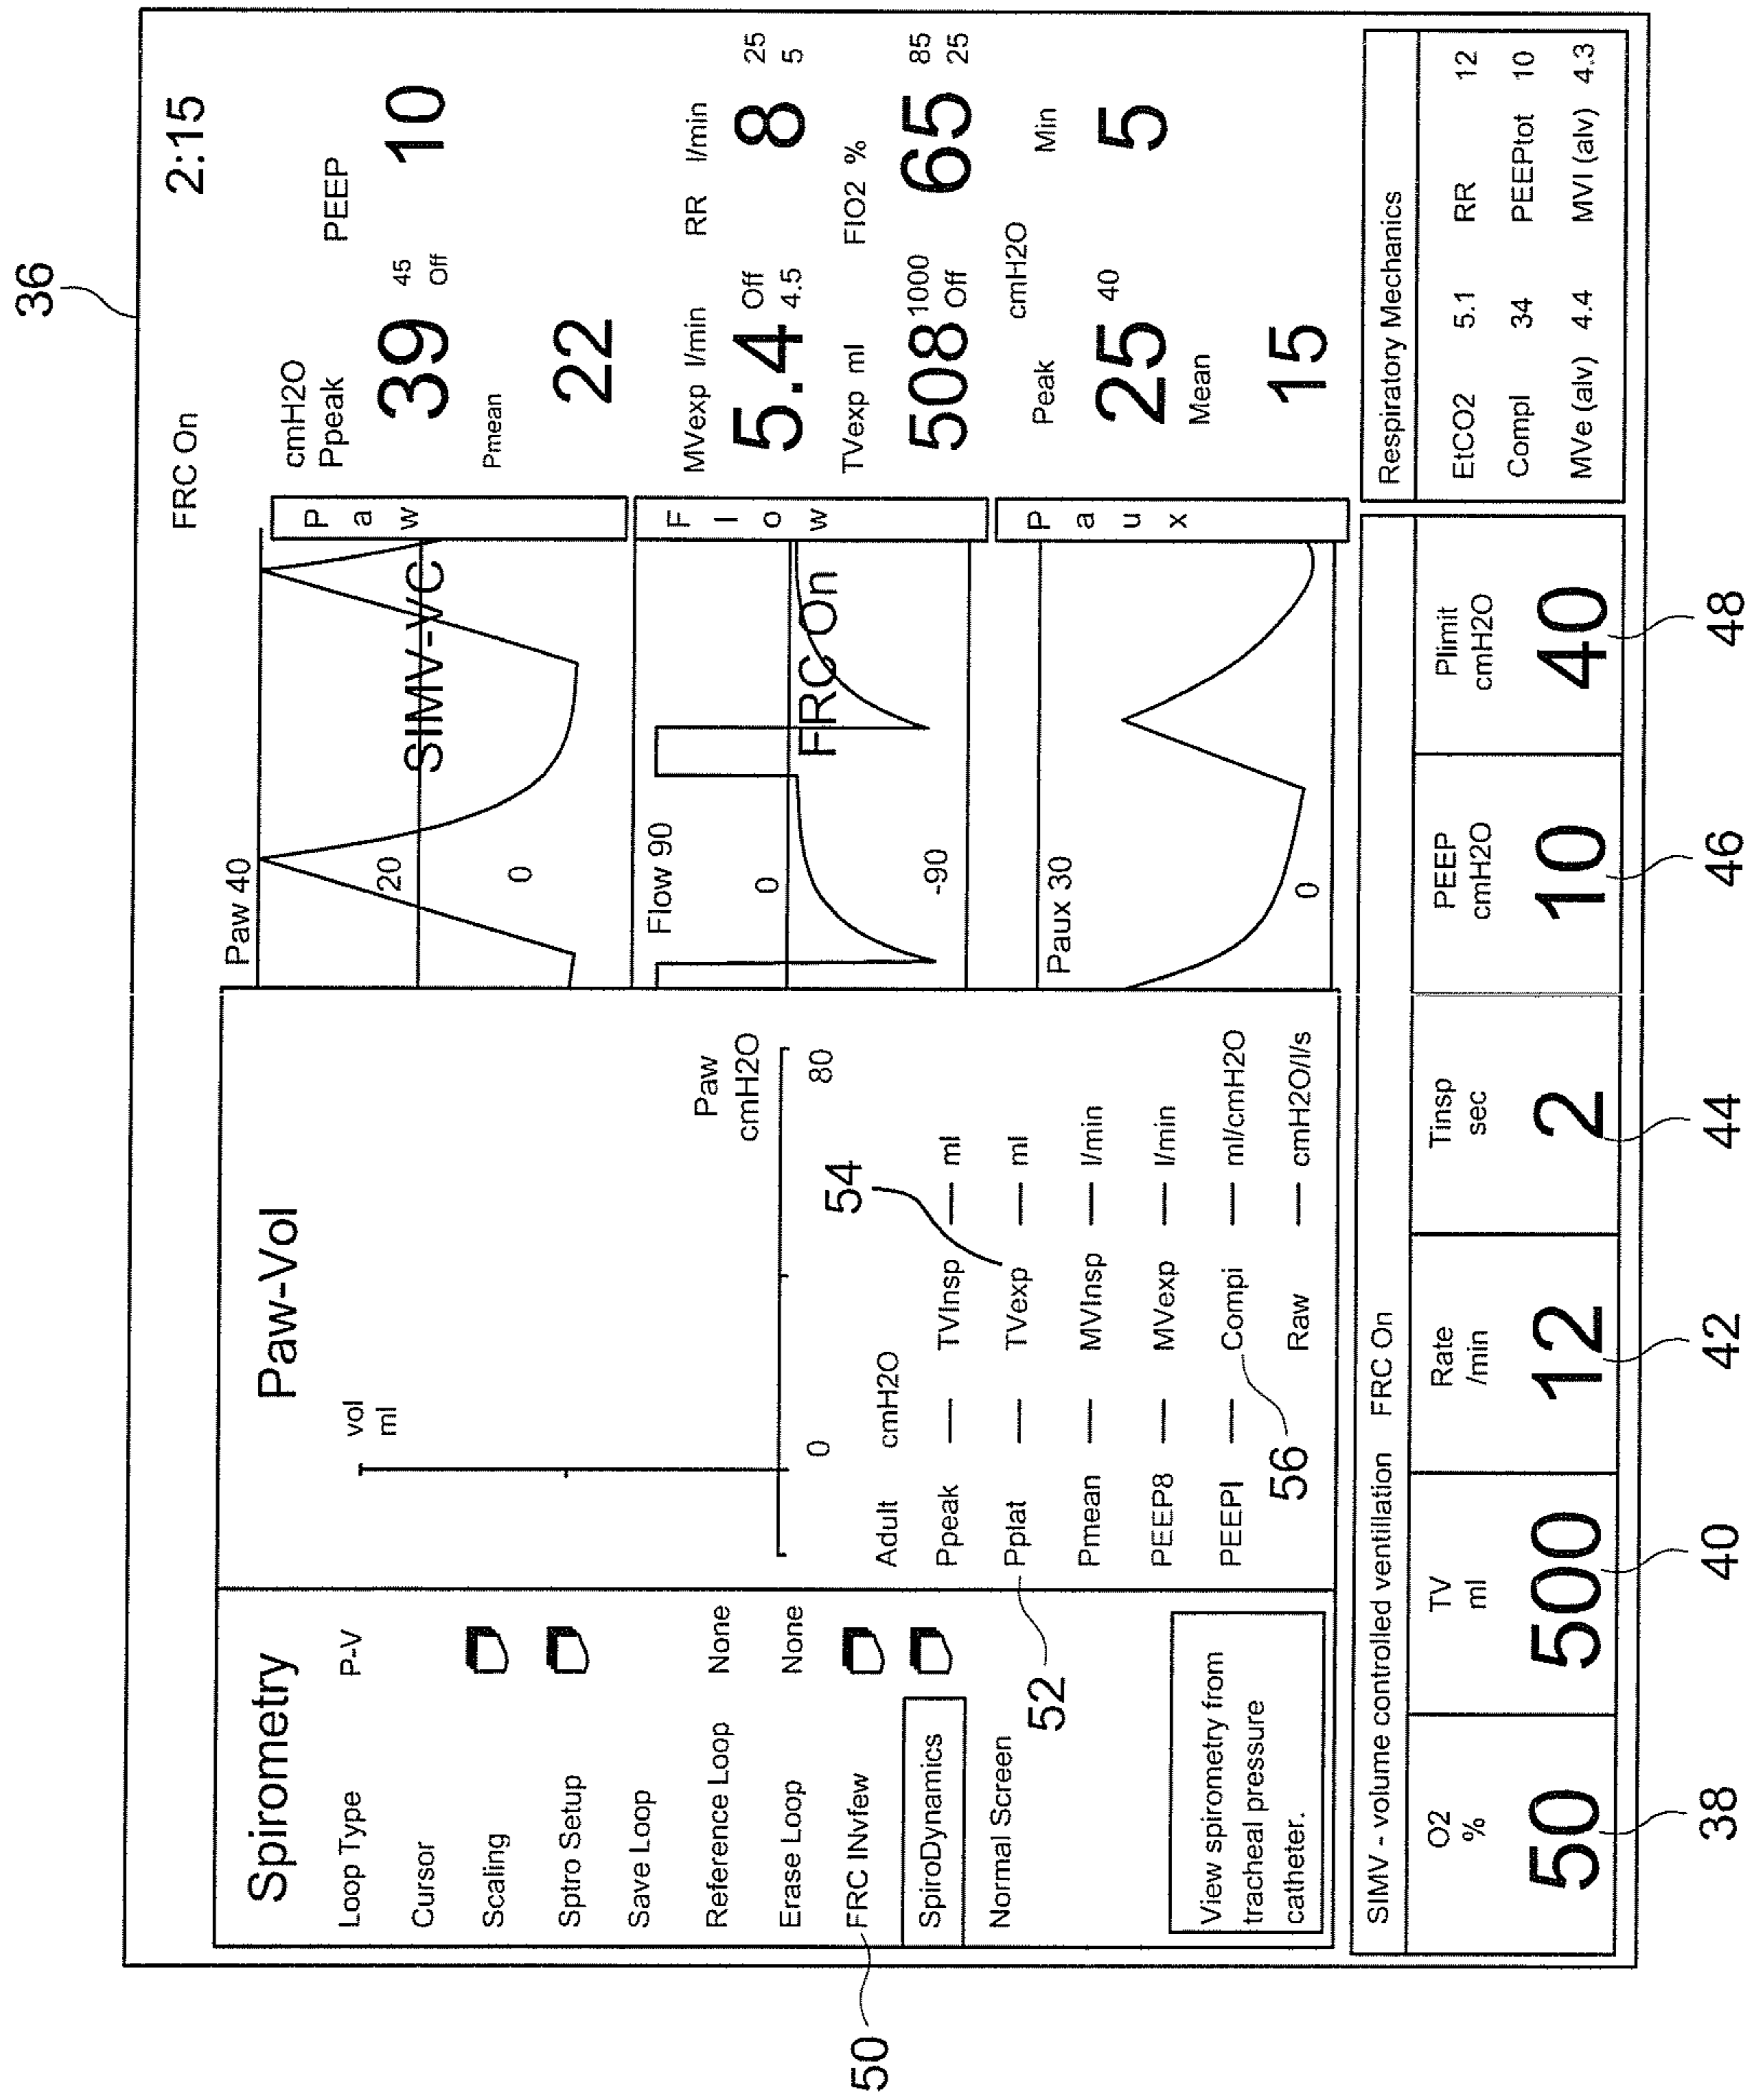 36
FRC On 2:15
Spirometry
Loop Type P-V
Cursor
Scaling
Sptro Setup
Save Loop
Reference Loop None
Erase Loop None
FRC INvfew
SpiroDynamics
Normal Screen
View spirometry from
tracheal pressure
catheter.
50
Paw-Vol
vol
ml
Paw
cmH2O
0 80
54
Adult cmH2O
Ppeak — TVInsp — ml
Pplat — TVexp — ml
Pmean — MVInsp — l/min
PEEP8 — MVexp — l/min
PEEPI — Compi — ml/cmH2O
Raw — cmH2O/l/s
52
56
Paw 40
20
0
SIMV-VC
Paw
Flow 90
0
-90
FRC On
Flow
Paux 30
0
Paux
cmH2O
Ppeak PEEP
39 45 Off 10
Pmean
22
MVexp l/min RR l/min
5.4 Off 4.5 8 25 5
TVexp ml FIO2 %
508 1000 Off 65 85 25
cmH2O
Peak Min
25 40 5
Mean
15
SIMV - volume controlled ventillation FRC On
O2
%
50
TV
ml
500
Rate
/min
12
Tinsp
sec
2
PEEP
cmH2O
10
Plimit
cmH2O
40
Respiratory Mechanics
EtCO2 5.1 RR 12
Compl 34 PEEPtot 10
MVe (alv) 4.4 MVI (alv) 4.3
38 40 42 44 46 48